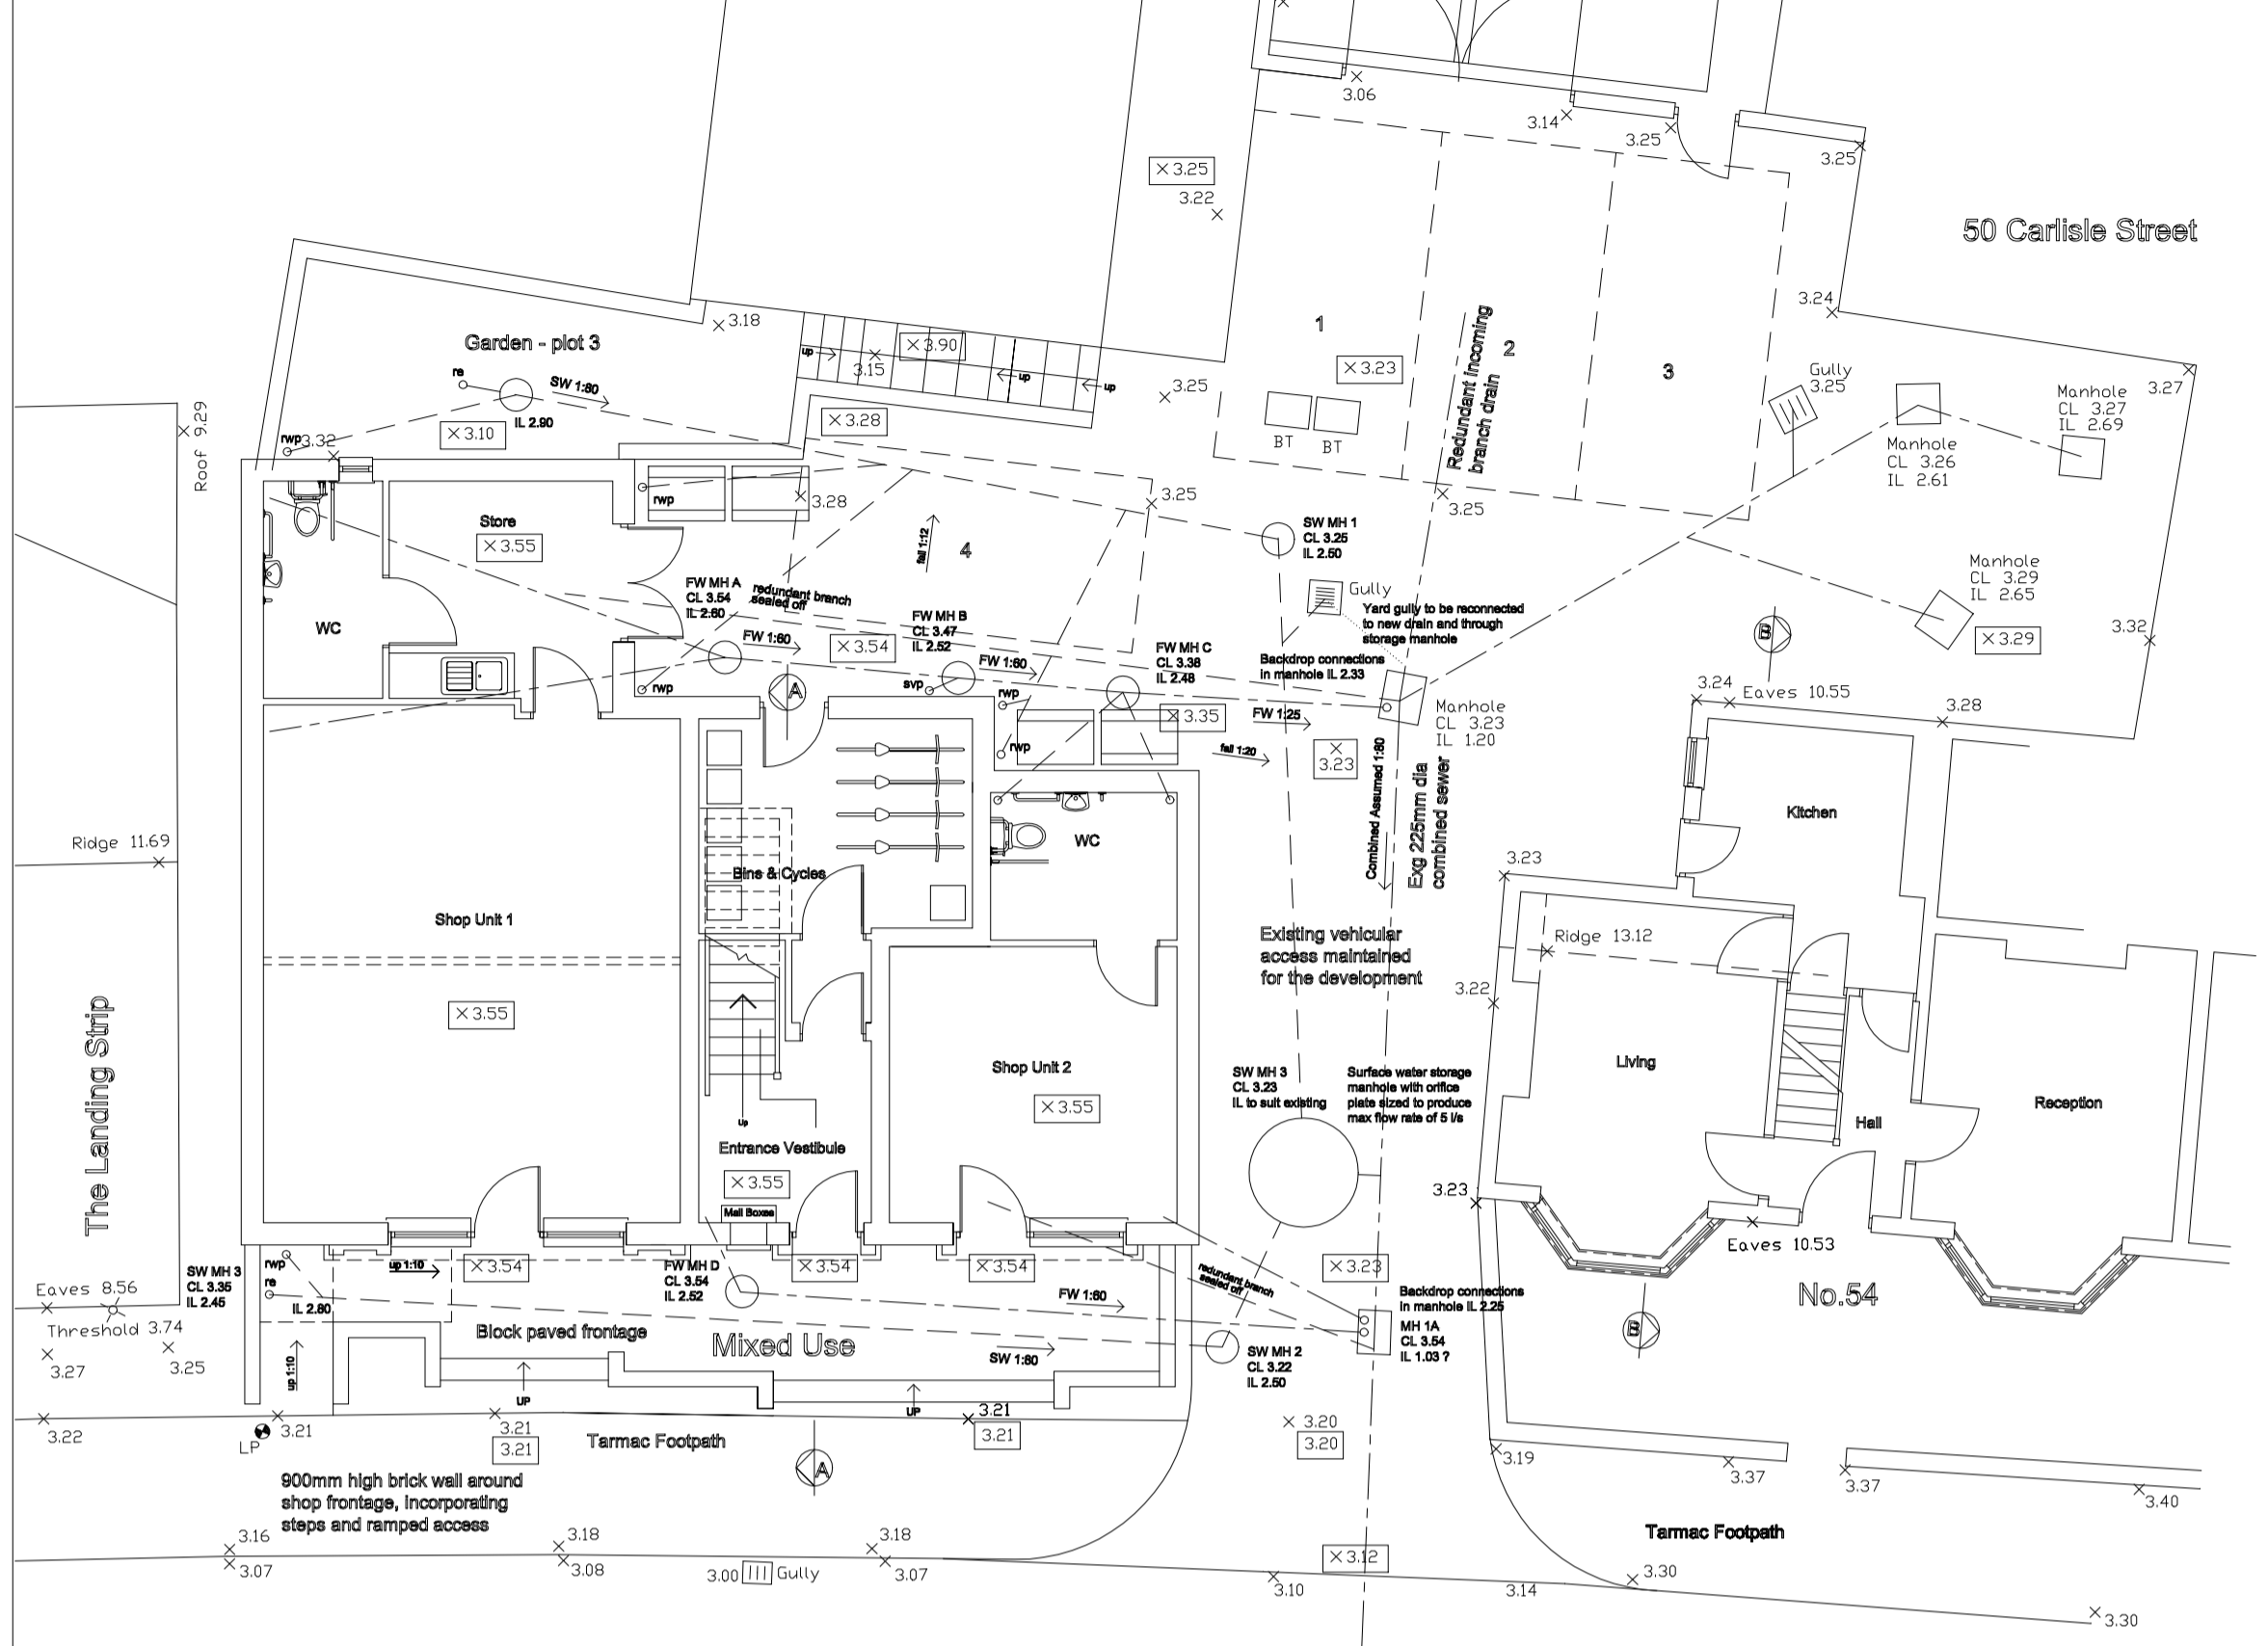 3.06
3.14
3.25
3.25
× 3.25
3.22
50 Carlisle Street
3.24
3.18
Garden - plot 3
up
3.15
× 3.90
up
up
3.25
1
× 3.23
Redundant incoming
branch drain
2
3
Gully
3.25
3.27
Manhole
CL 3.27
IL 2.69
Manhole
CL 3.26
IL 2.61
BT
BT
re
SW 1:80
IL 2.90
× 3.10
× 3.28
Roof 9.29
rwp
3.32
rwp
3.28
Store
× 3.55
3.25
3.25
SW MH 1
CL 3.25
IL 2.50
fall 1:12
4
WC
FW MH A
CL 3.54
IL 2.60
redundant branch
sealed off
FW 1:60
× 3.54
FW MH B
CL 3.47
IL 2.52
FW 1:60
svp
Gully
Yard gully to be reconnected
to new drain and through
storage manhole
Backdrop connections
in manhole IL 2.33
FW MH C
CL 3.38
IL 2.48
Manhole
CL 3.29
IL 2.65
B
× 3.29
3.32
rwp
A
rwp
rwp
× 3.35
FW 1:25
fall 1:20
3.23
Manhole
CL 3.23
IL 1.20
3.24
Eaves 10.55
3.28
Combined Assumed 1:80
Exg 225mm dia
combined sewer
Kitchen
Ridge 11.69
WC
Bins & Cycles
3.23
Shop Unit 1
Existing vehicular
access maintained
for the development
Ridge 13.12
3.22
× 3.55
The Landing Strip
Shop Unit 2
× 3.55
Up
SW MH 3
CL 3.23
IL to suit existing
Surface water storage
manhole with orifice
plate sized to produce
max flow rate of 5 l/s
Living
Hall
Reception
Entrance Vestibule
× 3.55
Mail Boxes
3.23
Eaves 10.53
No.54
SW MH 3
CL 3.35
IL 2.45
rwp
re
IL 2.80
up 1:10
× 3.54
FW MH D
CL 3.54
IL 2.52
× 3.54
× 3.54
FW 1:60
redundant branch
sealed off
× 3.23
Backdrop connections
in manhole IL 2.25
MH 1A
CL 3.54
IL 1.03 ?
B
Eaves 8.56
Threshold 3.74
3.27
3.25
Block paved frontage
Mixed Use
SW 1:80
SW MH 2
CL 3.22
IL 2.50
up 1:10
UP
UP
3.22
LP
3.21
3.21
3.21
Tarmac Footpath
A
3.21
3.21
3.20
3.20
3.19
3.37
3.37
3.40
900mm high brick wall around
shop frontage, incorporating
steps and ramped access
Tarmac Footpath
3.16
3.07
3.18
3.08
3.00
Gully
3.18
3.07
× 3.12
3.10
3.14
3.30
3.30